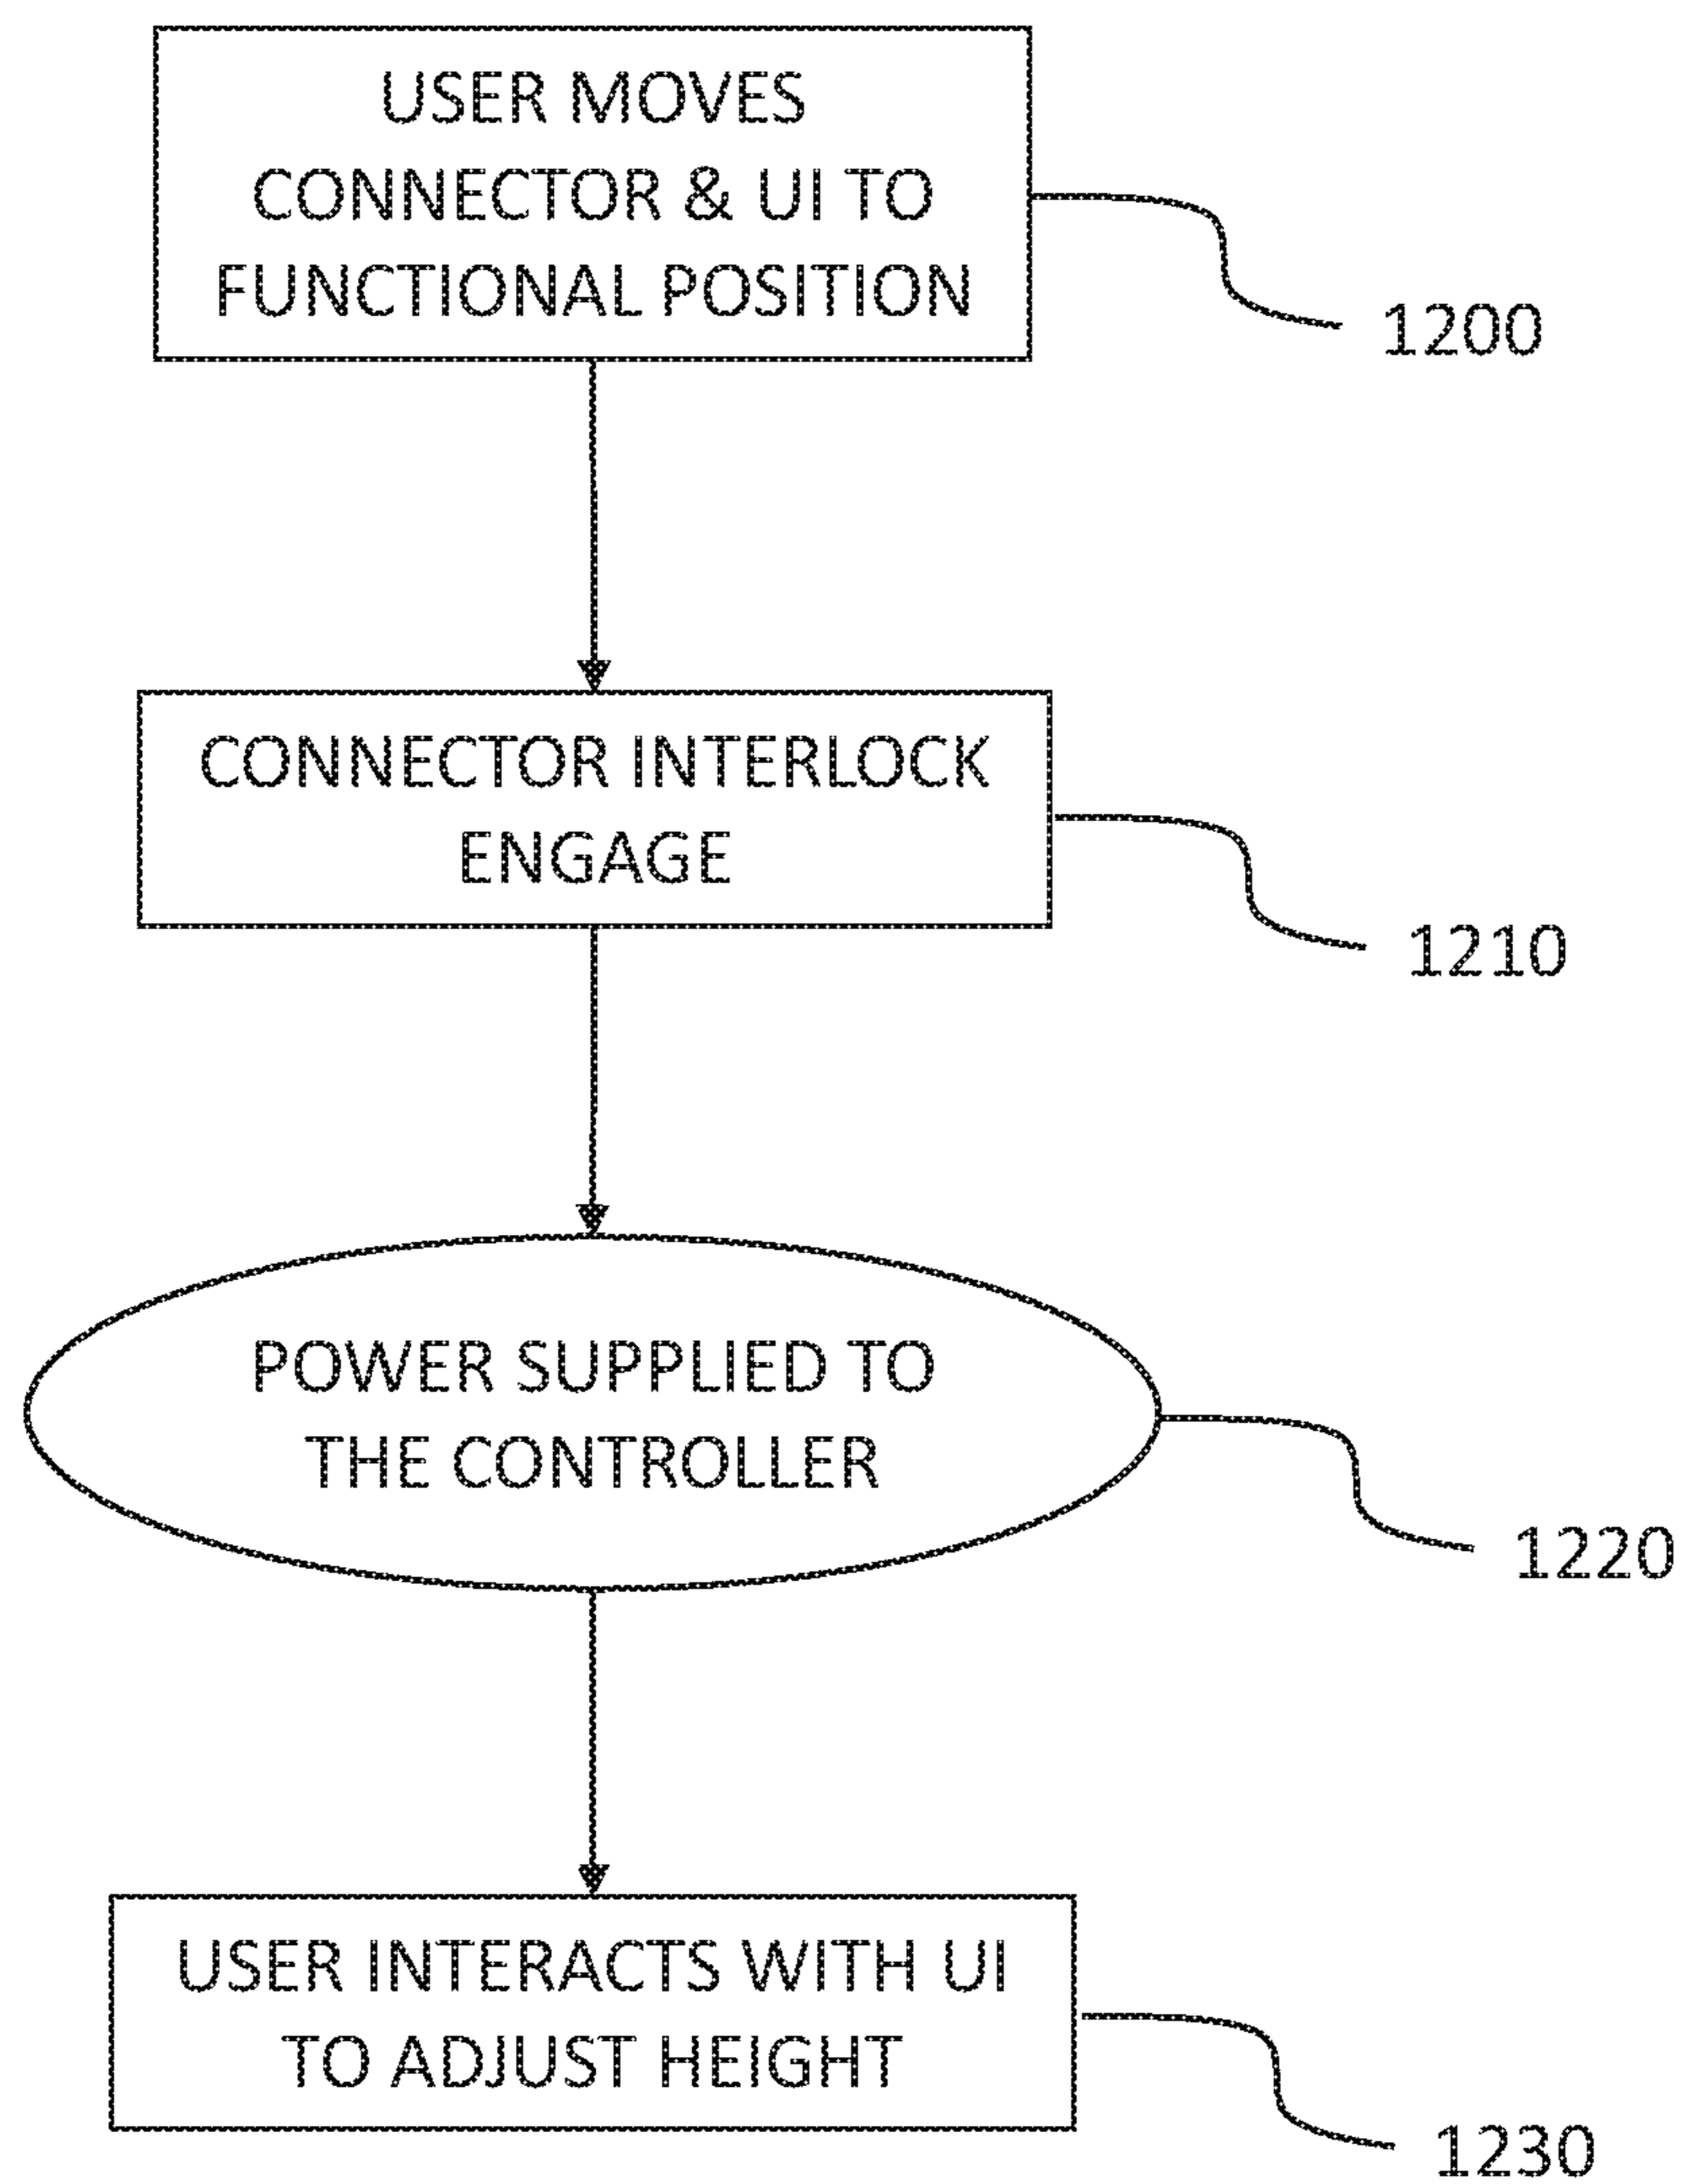 USER MOVES
CONNECTOR & UI TO
FUNCTIONAL POSITION
1200
CONNECTOR INTERLOCK
ENGAGE
1210
POWER SUPPLIED TO
THE CONTROLLER
1220
USER INTERACTS WITH UI
TO ADJUST HEIGHT
1230